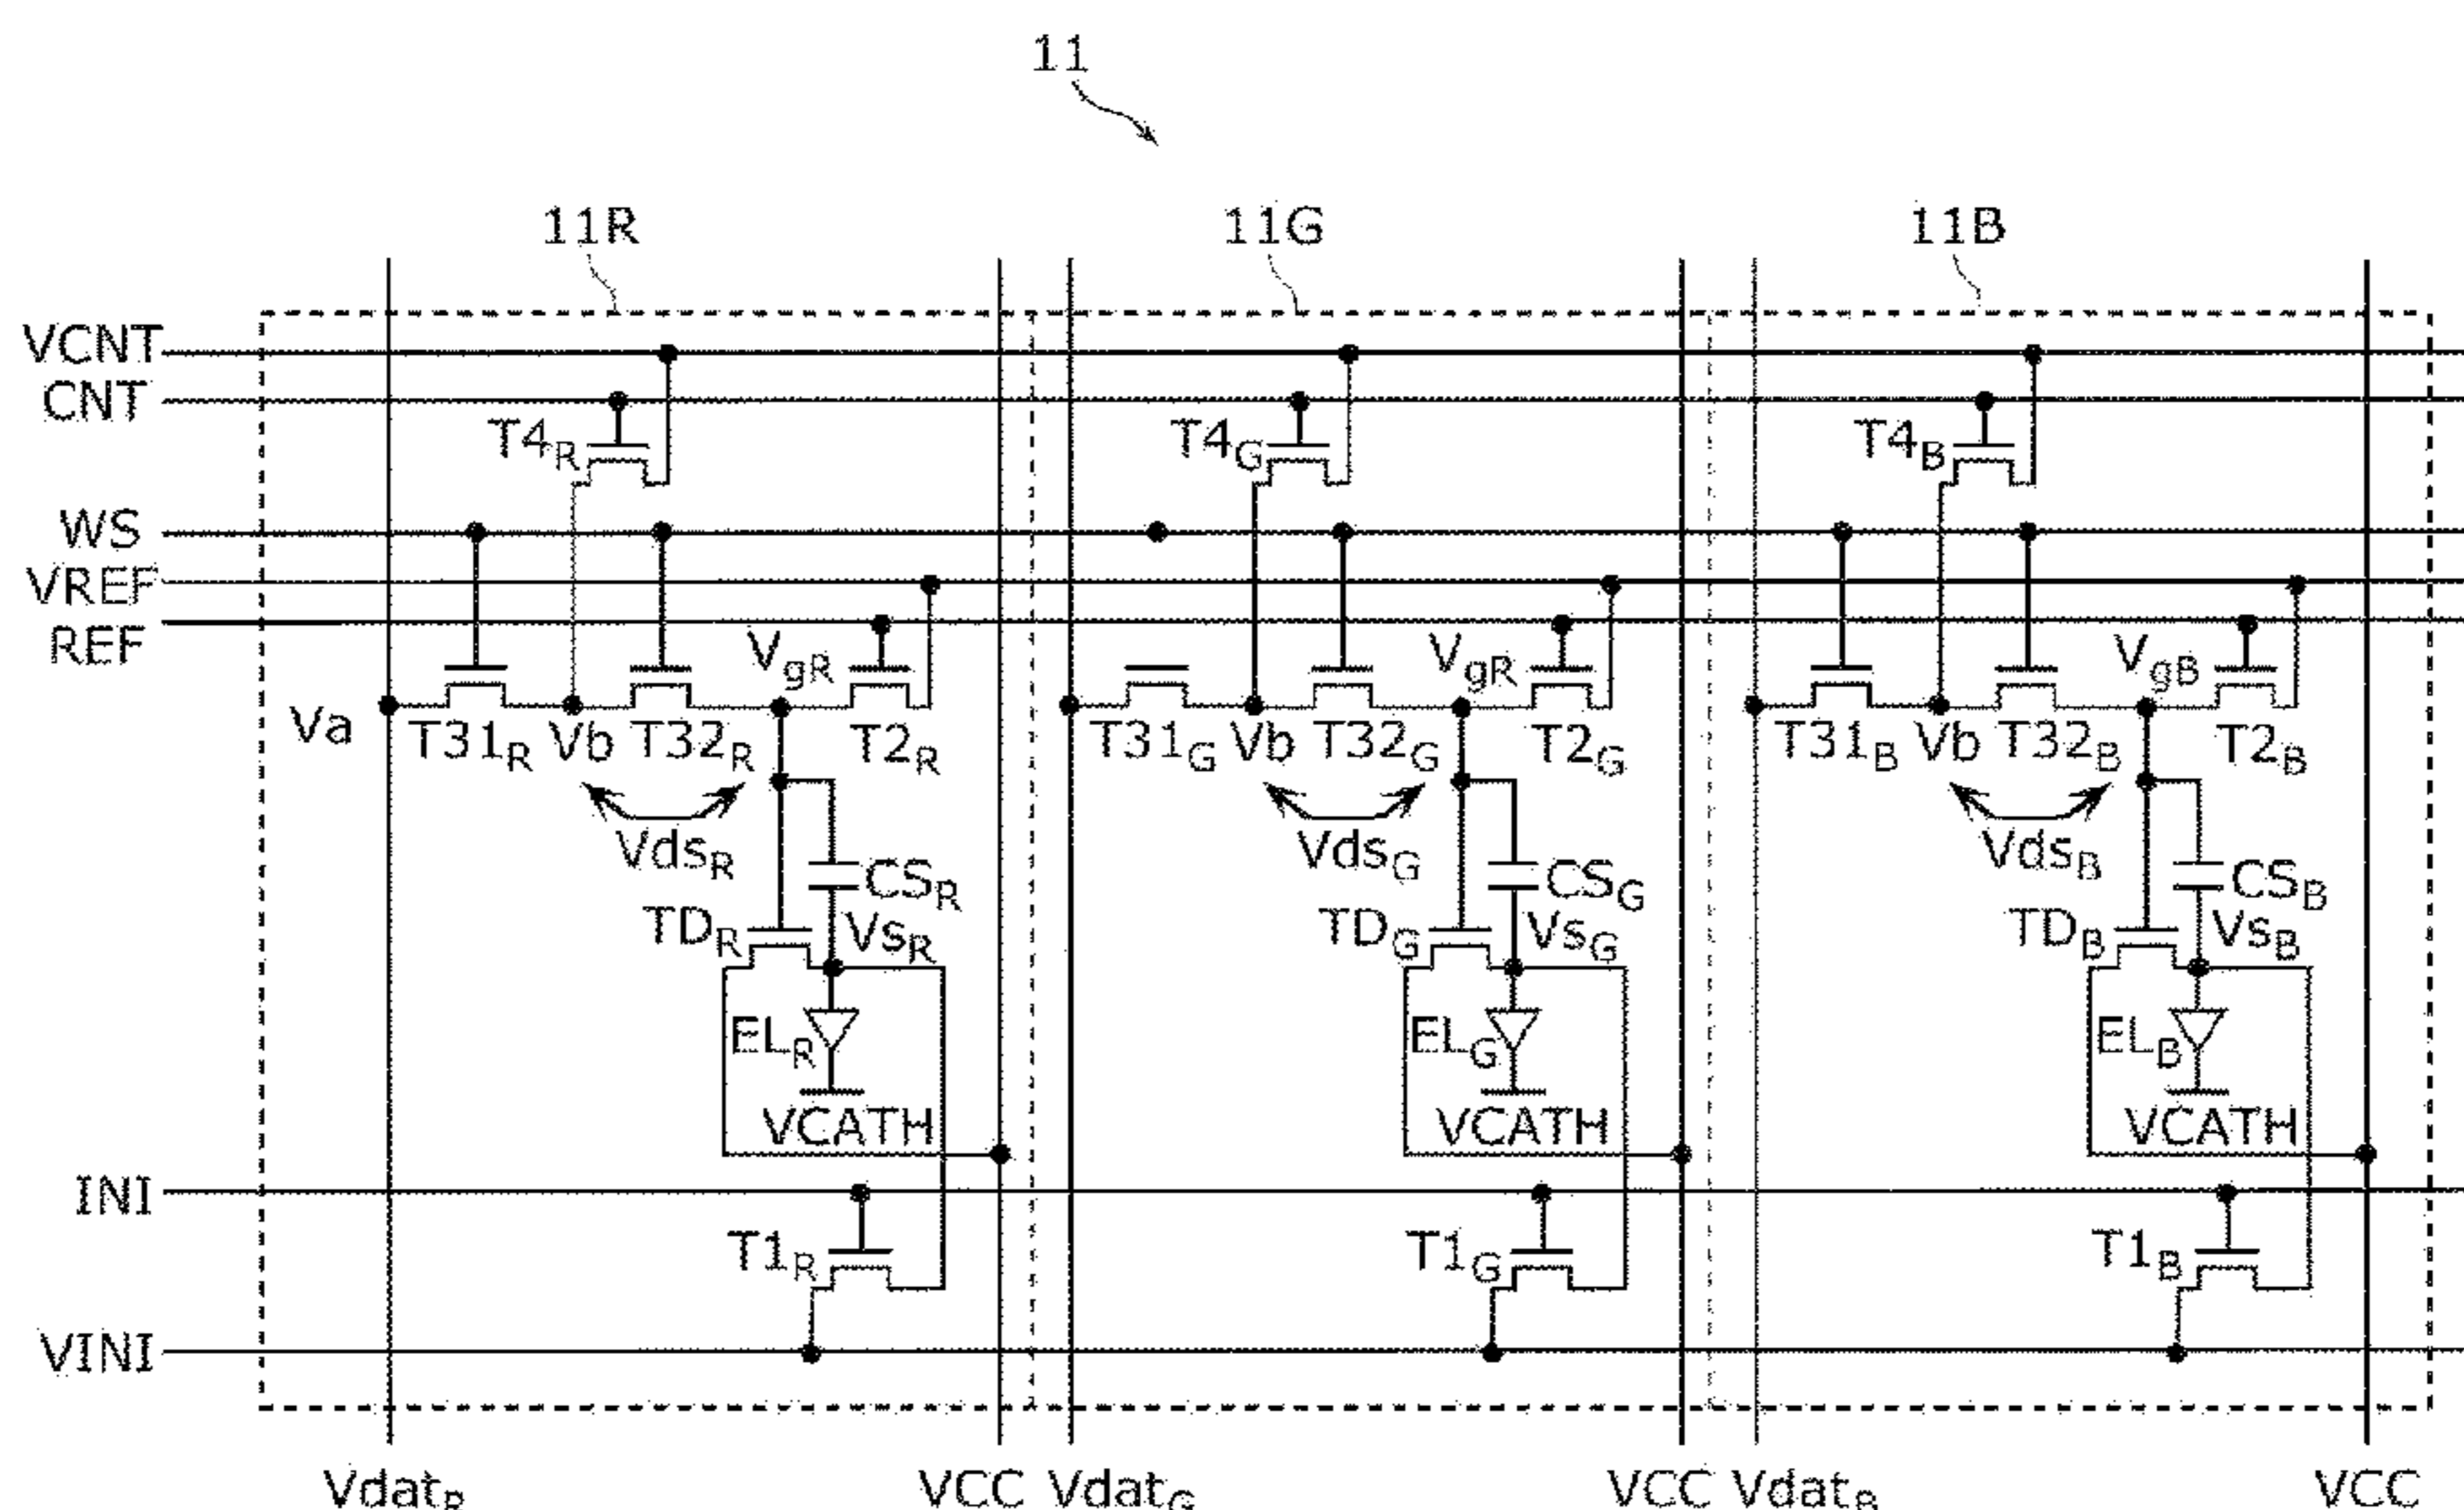 11
11R 11G 11B
VCNT
CNT
T4R T4G T4B
WS
VREF
REF
VgR VgR VgB
Va T31R Vb T32R T2R T31G Vb T32G T2G T31B Vb T32B T2B
VdsR VdsG VdsB
CSR CSG CSB
TDR VsR TDG VsG TDB VsB
ELR ELG ELB
VCATH VCATH VCATH
INI
T1R T1G T1B
VINI
VdatR VCC VdatG VCC VdatB VCC